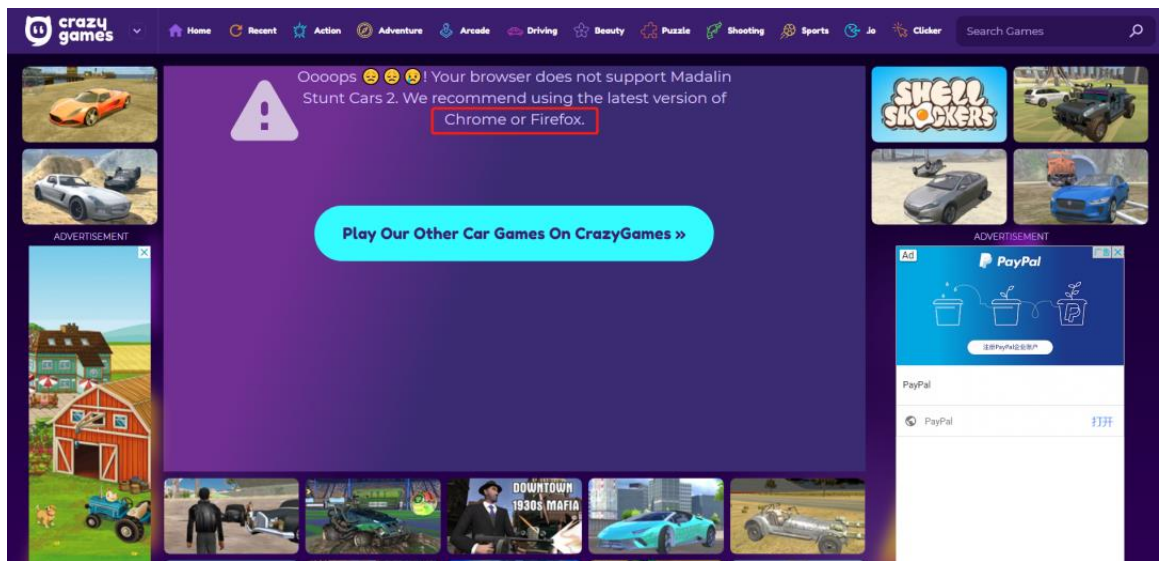 crazy
games
Home
Recent
Action
Adventure
Arcade
Driving
Beauty
Puzzle
Shooting
Sports
.io
Clicker
Search Games
Ooooops 😔😔😢! Your browser does not support Madalin
Stunt Cars 2. We recommend using the latest version of
Chrome or Firefox.
Play Our Other Car Games On CrazyGames »
SHELL
SHOCKERS
ADVERTISEMENT
ADVERTISEMENT
Ad
广告
PayPal
注册PayPal企业账户
PayPal
PayPal
打开
DOWNTOWN
1930S MAFIA